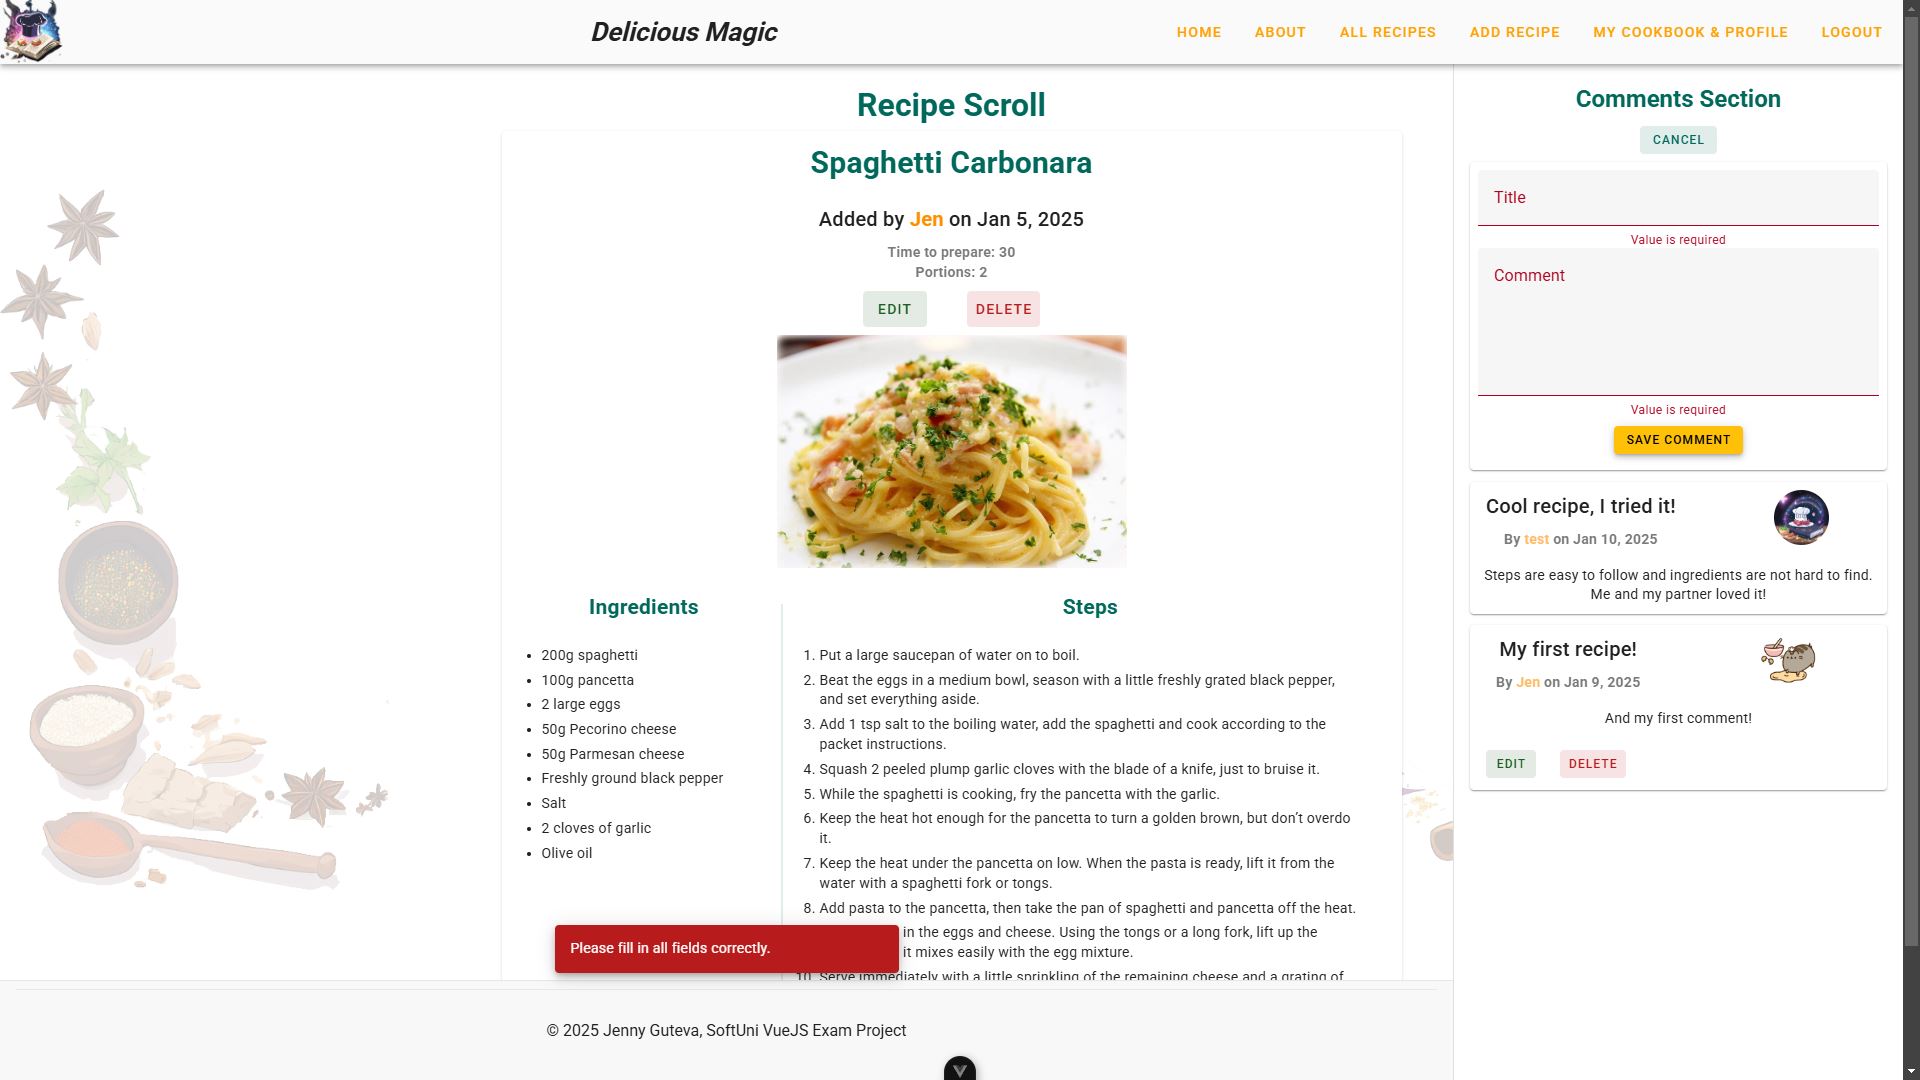 Delicious Magic
HOME
ABOUT
ALL RECIPES
ADD RECIPE
MY COOKBOOK & PROFILE
LOGOUT
Recipe Scroll
Spaghetti Carbonara
Added by Jen on Jan 5, 2025
Time to prepare: 30
Portions: 2
EDIT
DELETE
Ingredients
200g spaghetti
100g pancetta
2 large eggs
50g Pecorino cheese
50g Parmesan cheese
Freshly ground black pepper
Salt
2 cloves of garlic
Olive oil
Steps
1. Put a large saucepan of water on to boil.
2. Beat the eggs in a medium bowl, season with a little freshly grated black pepper,
and set everything aside.
3. Add 1 tsp salt to the boiling water, add the spaghetti and cook according to the
packet instructions.
4. Squash 2 peeled plump garlic cloves with the blade of a knife, just to bruise it.
5. While the spaghetti is cooking, fry the pancetta with the garlic.
6. Keep the heat hot enough for the pancetta to turn a golden brown, but don’t overdo
it.
7. Keep the heat under the pancetta on low. When the pasta is ready, lift it from the
water with a spaghetti fork or tongs.
8. Add pasta to the pancetta, then take the pan of spaghetti and pancetta off the heat.
in the eggs and cheese. Using the tongs or a long fork, lift up the
it mixes easily with the egg mixture.
10. Serve immediately with a little sprinkling of the remaining cheese and a grating of
Please fill in all fields correctly.
© 2025 Jenny Guteva, SoftUni VueJS Exam Project
Comments Section
CANCEL
Title
Value is required
Comment
Value is required
SAVE COMMENT
Cool recipe, I tried it!
By test on Jan 10, 2025
Steps are easy to follow and ingredients are not hard to find.
Me and my partner loved it!
My first recipe!
By Jen on Jan 9, 2025
And my first comment!
EDIT
DELETE